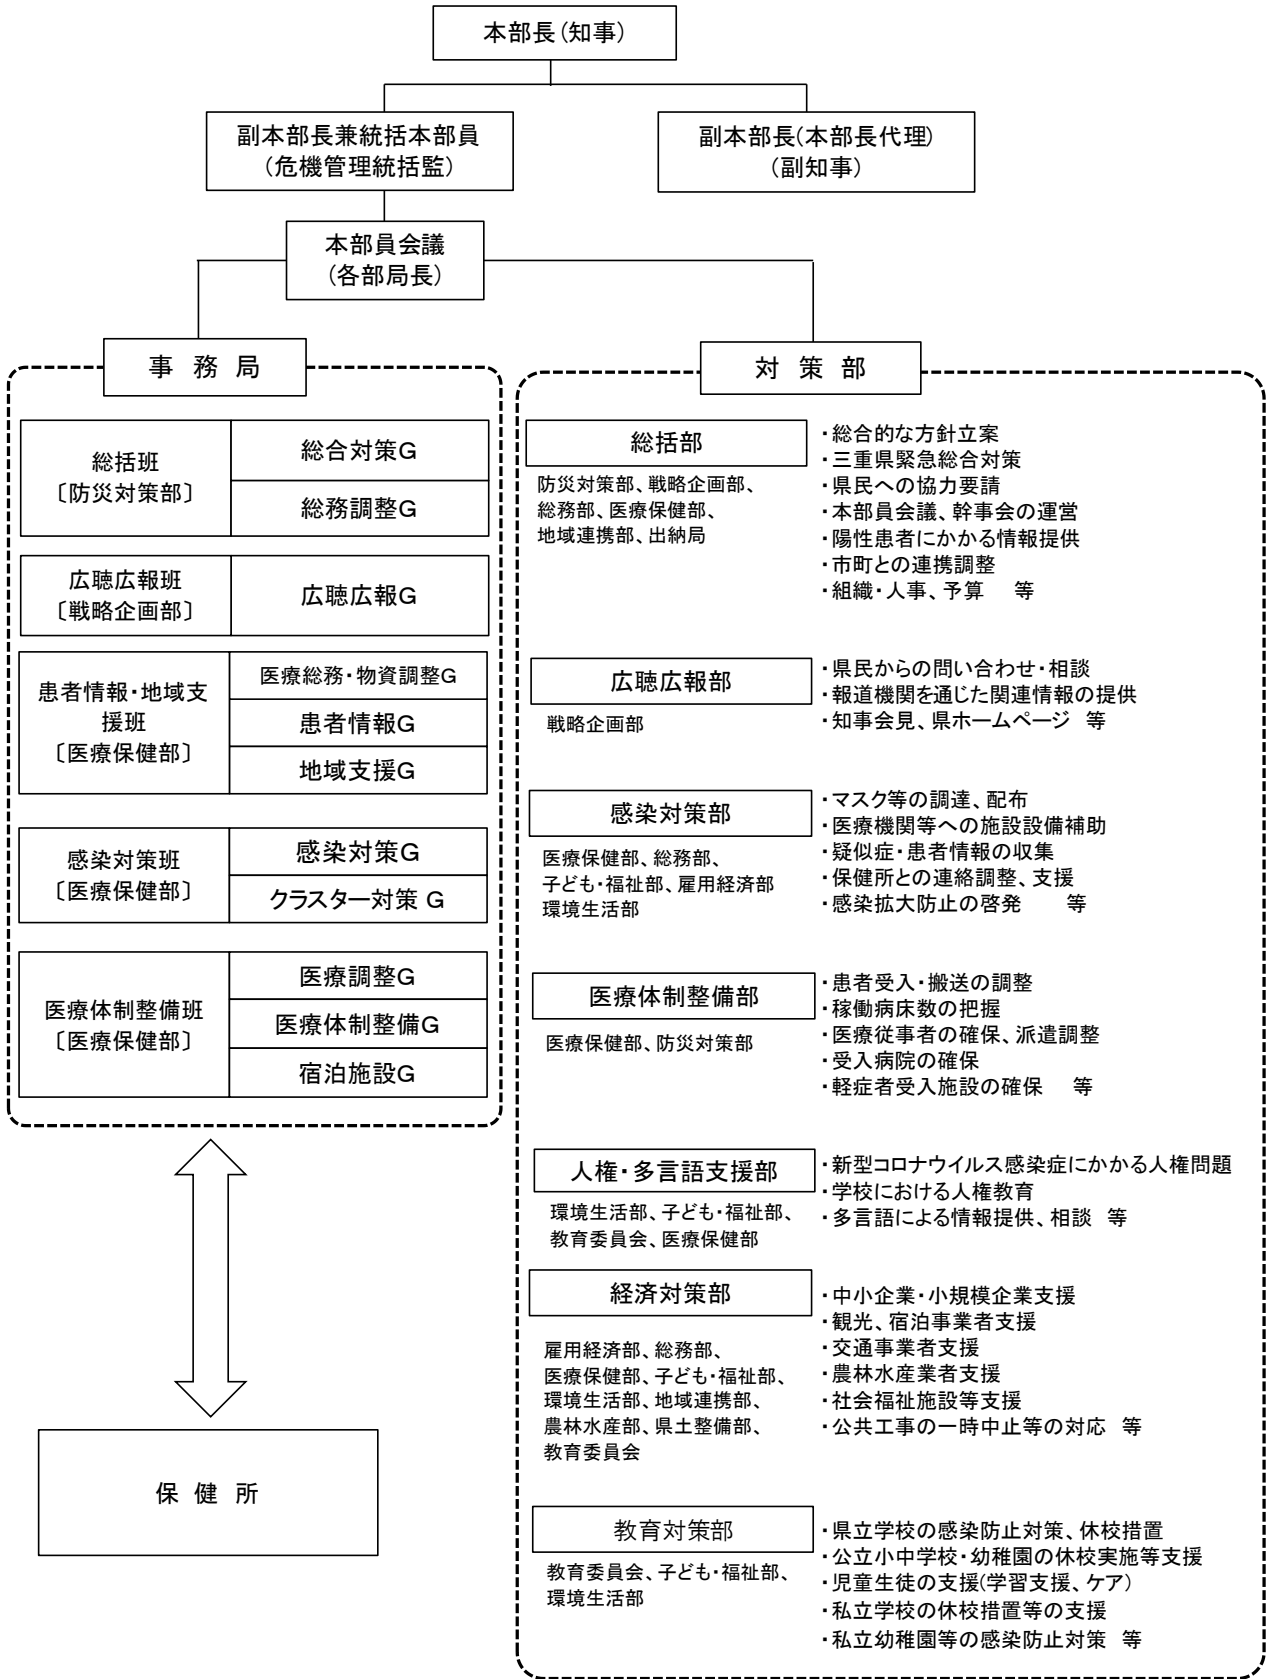 本部長(知事)
副本部長兼統括本部員
(危機管理統括監)
副本部長(本部長代理)
(副知事)
本部員会議
(各部局長)
事 務 局
総括班
〔防災対策部〕
総合対策G
総務調整G
広聴広報班
〔戦略企画部〕
広聴広報G
患者情報・地域支
援班
〔医療保健部〕
医療総務・物資調整G
患者情報G
地域支援G
感染対策班
〔医療保健部〕
感染対策G
クラスター対策 G
医療体制整備班
〔医療保健部〕
医療調整G
医療体制整備G
宿泊施設G
保 健 所
対 策 部
総括部
防災対策部、戦略企画部、
総務部、医療保健部、
地域連携部、出納局
・総合的な方針立案
・三重県緊急総合対策
・県民への協力要請
・本部員会議、幹事会の運営
・陽性患者にかかる情報提供
・市町との連携調整
・組織・人事、予算 等
広聴広報部
戦略企画部
・県民からの問い合わせ・相談
・報道機関を通じた関連情報の提供
・知事会見、県ホームページ 等
感染対策部
医療保健部、総務部、
子ども・福祉部、雇用経済部
環境生活部
・マスク等の調達、配布
・医療機関等への施設設備補助
・疑似症・患者情報の収集
・保健所との連絡調整、支援
・感染拡大防止の啓発 等
医療体制整備部
医療保健部、防災対策部
・患者受入・搬送の調整
・稼働病床数の把握
・医療従事者の確保、派遣調整
・受入病院の確保
・軽症者受入施設の確保 等
人権・多言語支援部
環境生活部、子ども・福祉部、
教育委員会、医療保健部
・新型コロナウイルス感染症にかかる人権問題
・学校における人権教育
・多言語による情報提供、相談 等
経済対策部
雇用経済部、総務部、
医療保健部、子ども・福祉部、
環境生活部、地域連携部、
農林水産部、県土整備部、
教育委員会
・中小企業・小規模企業支援
・観光、宿泊事業者支援
・交通事業者支援
・農林水産業者支援
・社会福祉施設等支援
・公共工事の一時中止等の対応 等
教育対策部
教育委員会、子ども・福祉部、
環境生活部
・県立学校の感染防止対策、休校措置
・公立小中学校・幼稚園の休校実施等支援
・児童生徒の支援(学習支援、ケア)
・私立学校の休校措置等の支援
・私立幼稚園等の感染防止対策 等